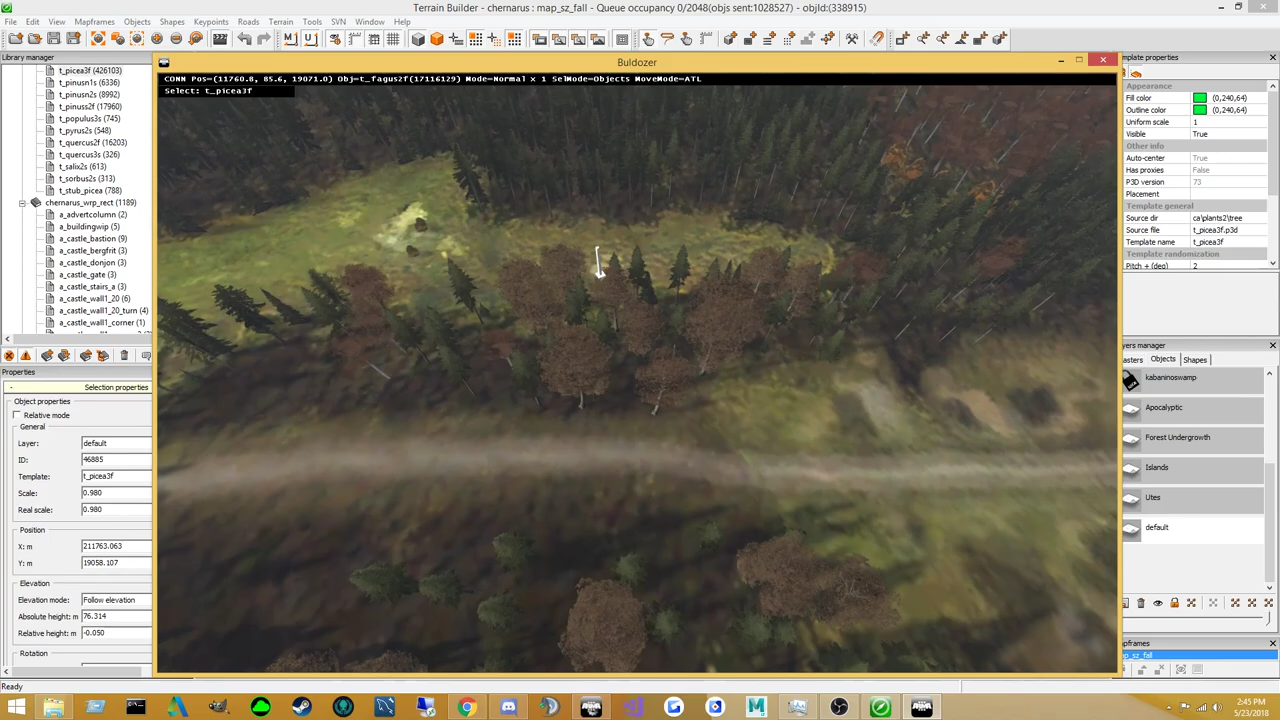 Terrain Builder - chernarus : map_sz_fall - Queue occupancy 0/2048(objs sent:1028527) - objId:(338915)
File Edit View Mapframes Objects Shapes Keypoints Roads Terrain Tools SVN Window Help
Library manager
t_picea3f (426103)
t_pinusn1s (6336)
t_pinusn2s (8992)
t_pinuss2f (17960)
t_populus3s (745)
t_pyrus2s (548)
t_quercus2f (16203)
t_quercus3s (326)
t_salix2s (613)
t_sorbus2s (313)
t_stub_picea (788)
chernarus_wrp_rect (1189)
a_advertcolumn (2)
a_buildingwip (5)
a_castle_bastion (9)
a_castle_bergfrit (3)
a_castle_donjon (3)
a_castle_gate (3)
a_castle_stairs_a (3)
a_castle_wall1_20 (6)
a_castle_wall1_20_turn (4)
a_castle_wall1_corner (3)
Properties
- Selection properties
Object properties
Relative mode
General
Layer: default
ID: 46885
Template: t_picea3f
Scale: 0.980
Real scale: 0.980
Position
X: m 211763.063
Y: m 19058.107
Elevation
Elevation mode: Follow elevation
Absolute height: m 76.314
Relative height: m -0.050
Rotation
Ready
Buldozer
CONN Pos=(11760.8, 85.6, 19071.0) Obj=t_fagus2f(17116129) Mode=Normal x 1 SelMode=Objects MoveMode=ATL
Select: t_picea3f
template properties
Appearance
Fill color (0,240,64)
Outline color (0,240,64)
Uniform scale 1
Visible True
Other info
Auto-center True
Has proxies False
P3D version 73
Placement
Template general
Source dir ca\plants2\tree
Source file t_picea3f.p3d
Template name t_picea3f
Template randomization
Pitch + (deg) 2
ayers manager
asters Objects Shapes
kabaninoswamp
Apocalyptic
Forest Undergrowth
Islands
Utes
default
apframes
ap_sz_fall
2:45 PM
5/23/2018